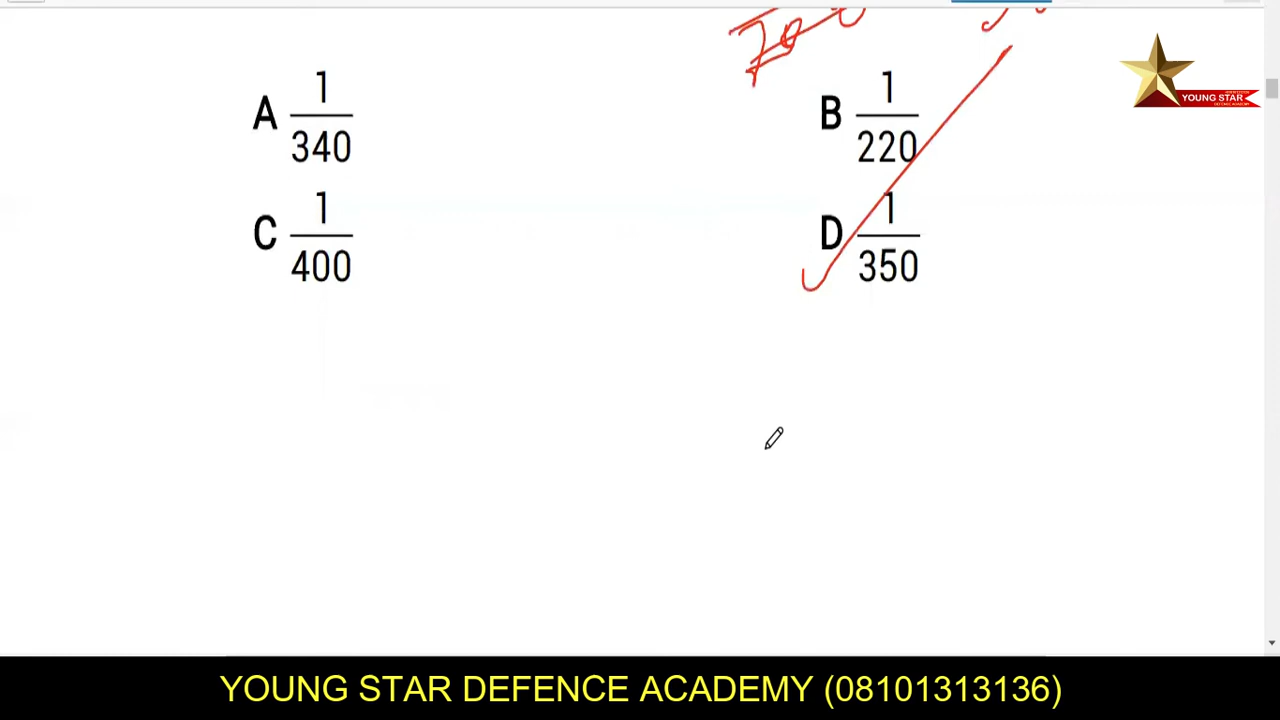 YOUNG STAR
A 1/340
B 1/220
C 1/400
D 1/350
YOUNG STAR DEFENCE ACADEMY (08101313136)